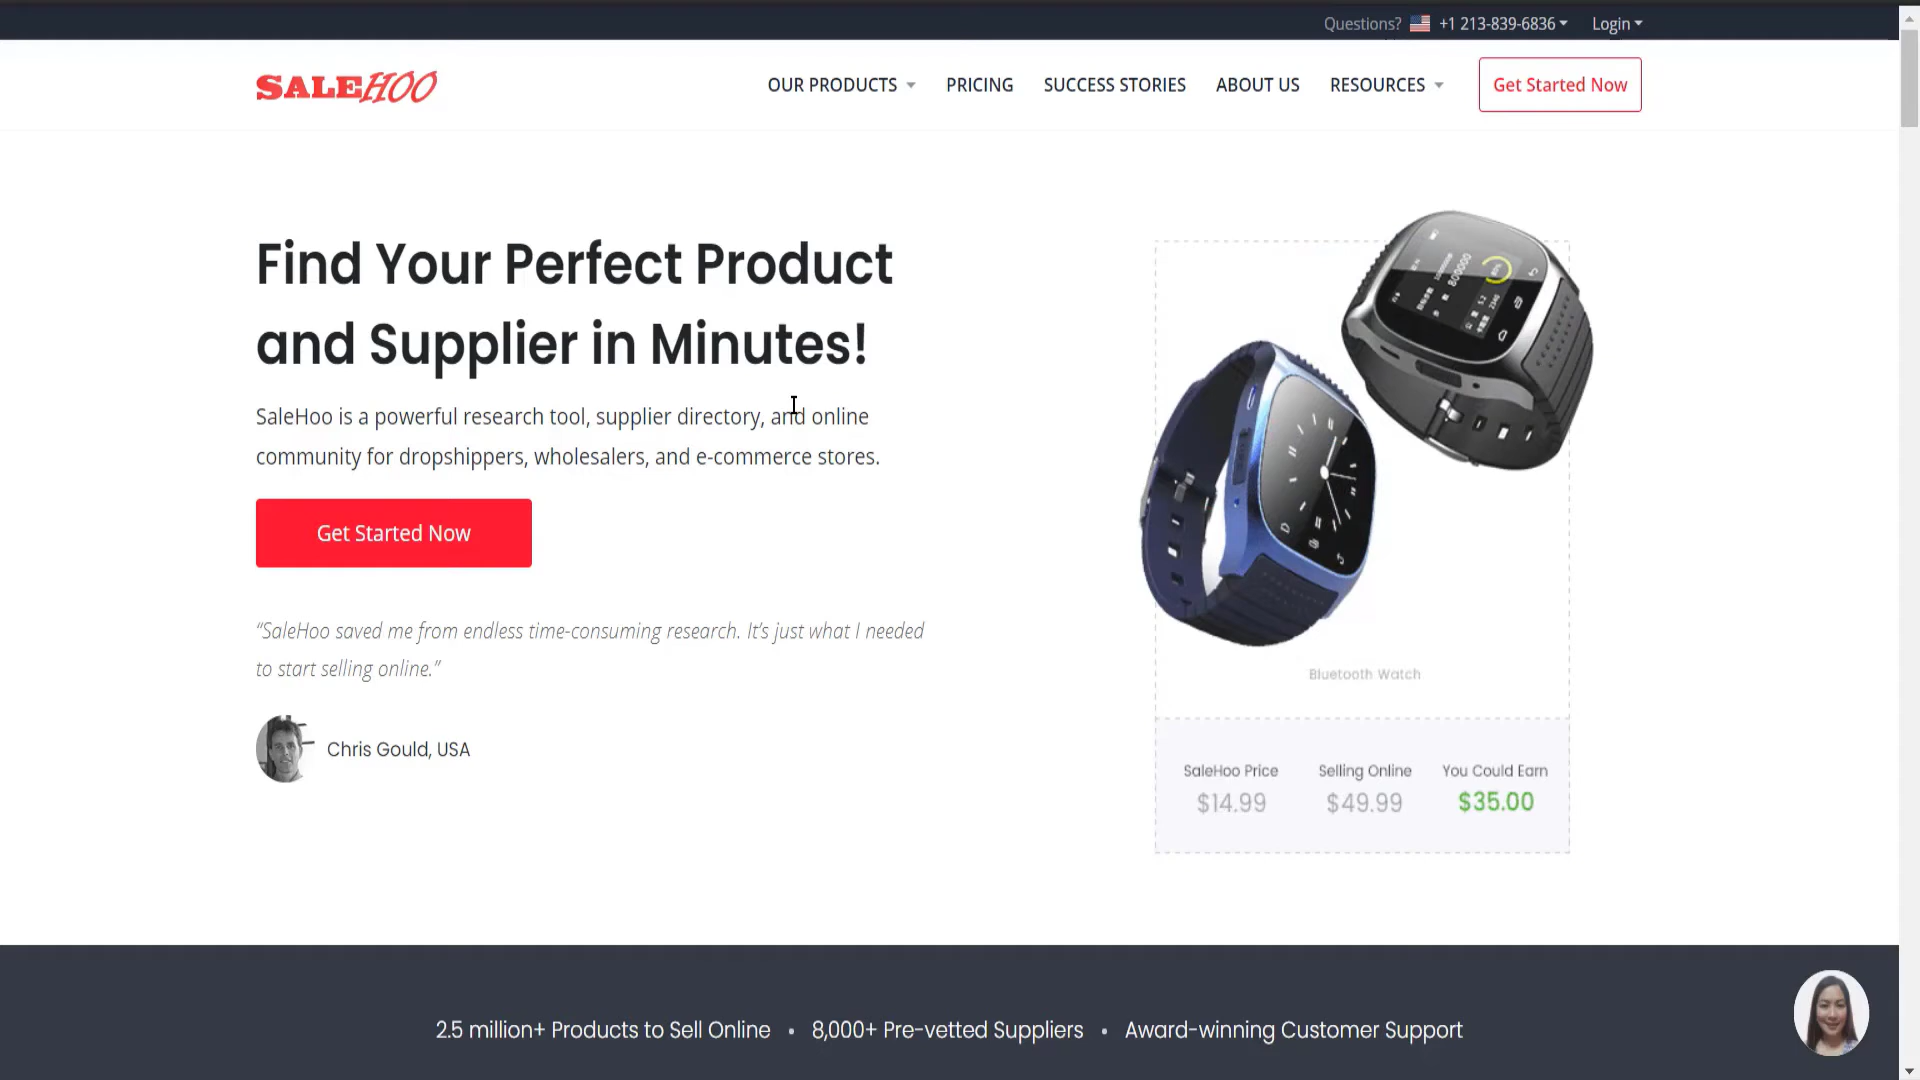 Questions? +1 213-839-6836 Login
SALEHOO OUR PRODUCTS PRICING SUCCESS STORIES ABOUT US RESOURCES Get Started Now
Find Your Perfect Product
and Supplier in Minutes!
SaleHoo is a powerful research tool, supplier directory, and online
community for dropshippers, wholesalers, and e-commerce stores.
Get Started Now
“SaleHoo saved me from endless time-consuming research. It’s just what I needed
to start selling online.”
Chris Gould, USA
Bluetooth Watch
SaleHoo Price Selling Online You Could Earn
$14.99 $49.99 $35.00
2.5 million+ Products to Sell Online • 8,000+ Pre-vetted Suppliers • Award-winning Customer Support